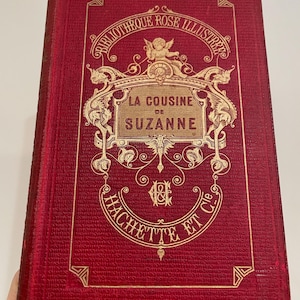 BIBLIOTHÈQUE ROSE ILLUSTRÉE
LA COUSINE
DE
SUZANNE
HACHETTE ET Cie